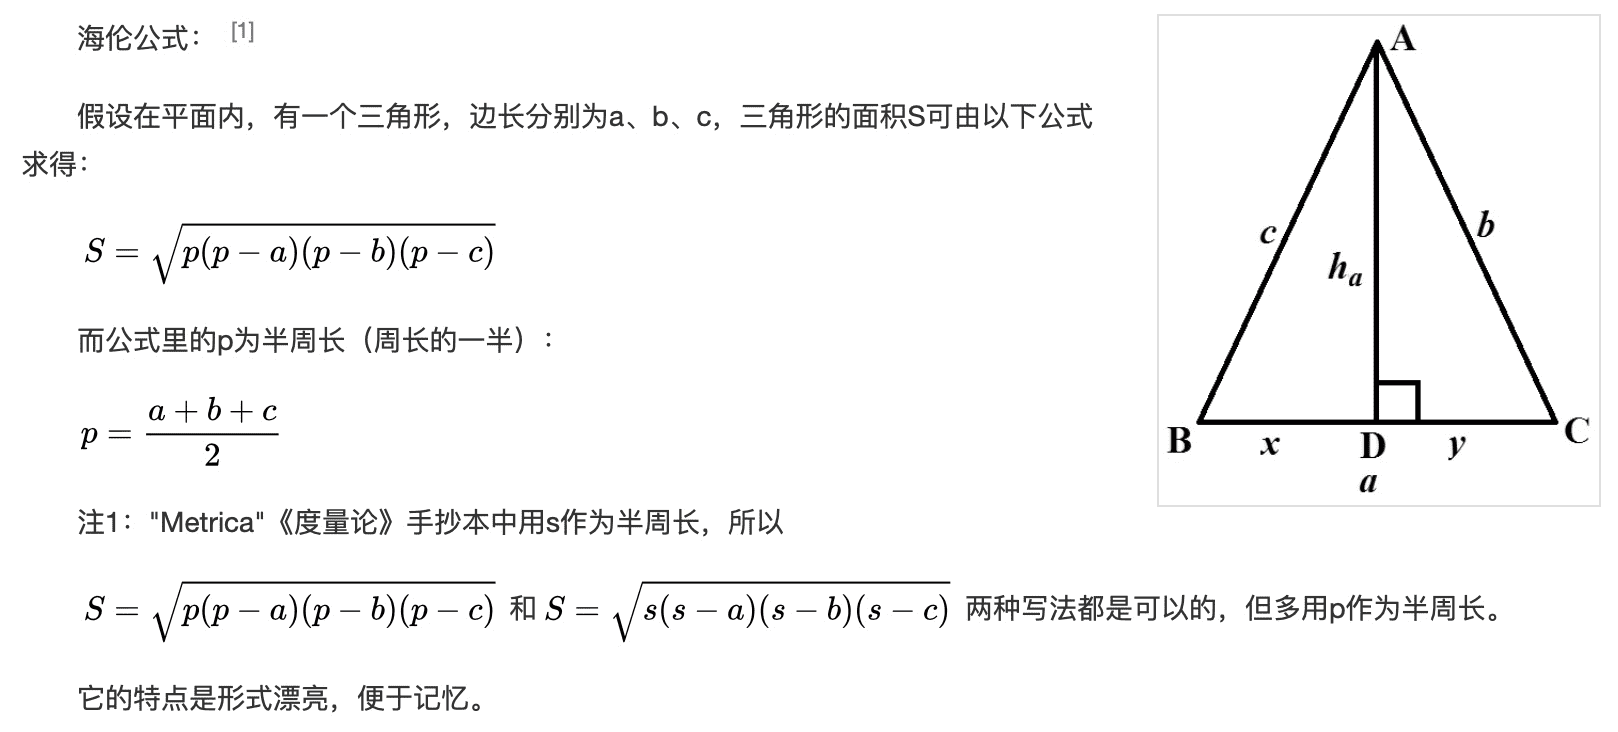 海伦公式： [1]
假设在平面内，有一个三角形，边长分别为a、b、c，三角形的面积S可由以下公式
求得：
S = √(p(p − a)(p − b)(p − c))
而公式里的p为半周长（周长的一半）：
p = (a + b + c) / 2
注1："Metrica"《度量论》手抄本中用s作为半周长，所以
S = √(p(p − a)(p − b)(p − c)) 和 S = √(s(s − a)(s − b)(s − c)) 两种写法都是可以的，但多用p作为半周长。
它的特点是形式漂亮，便于记忆。
A
c
b
hₐ
B
x
D
y
C
a